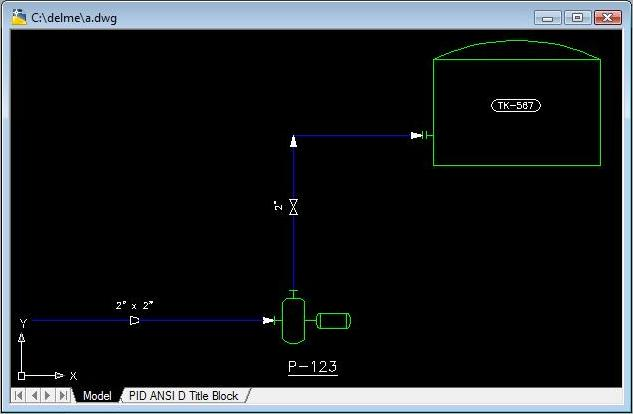 C:\delme\a.dwg
TK-567
2"
2" x 2"
P-123
Y
X
Model
PID ANSI D Title Block